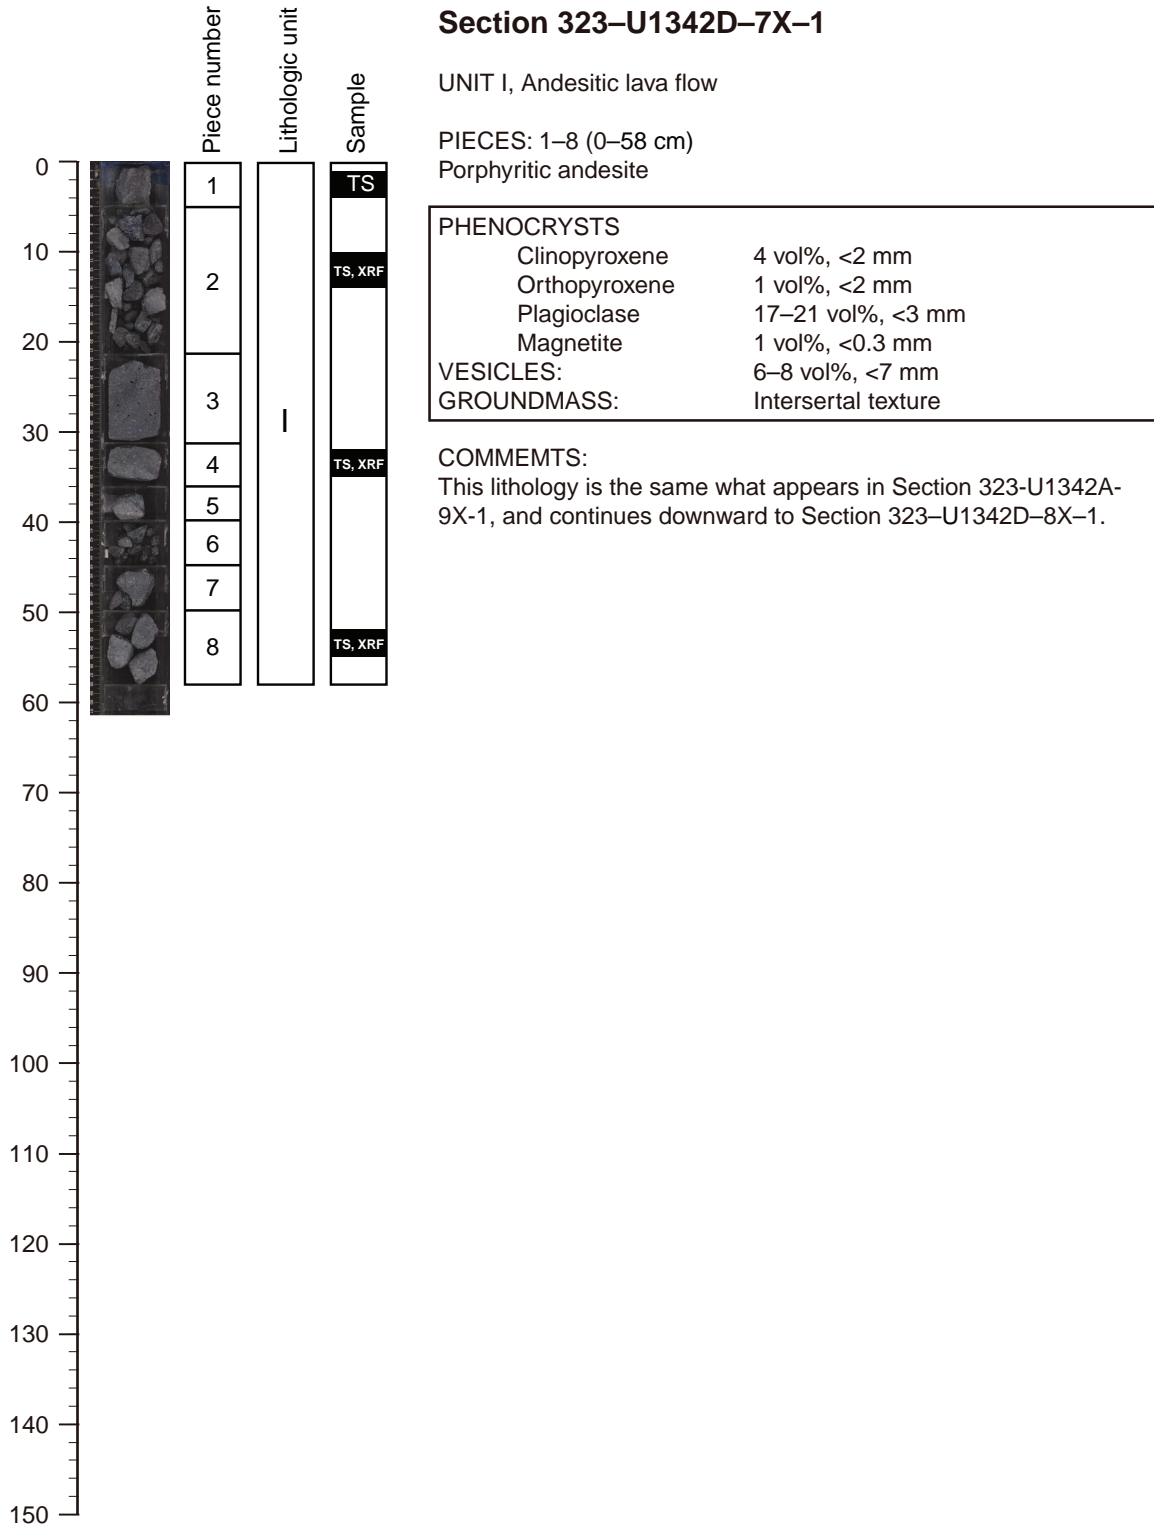 Section 323–U1342D–7X–1
UNIT I, Andesitic lava flow
PIECES: 1–8 (0–58 cm)
Porphyritic andesite
PHENOCRYSTS
Clinopyroxene 4 vol%, <2 mm
Orthopyroxene 1 vol%, <2 mm
Plagioclase 17–21 vol%, <3 mm
Magnetite 1 vol%, <0.3 mm
VESICLES: 6–8 vol%, <7 mm
GROUNDMASS: Intersertal texture
COMMEMTS:
This lithology is the same what appears in Section 323-U1342A-
9X-1, and continues downward to Section 323–U1342D–8X–1.
Piece number
Lithologic unit
Sample
0
10
20
30
40
50
60
70
80
90
100
110
120
130
140
150
1
2
3
4
5
6
7
8
I
TS
TS, XRF
TS, XRF
TS, XRF